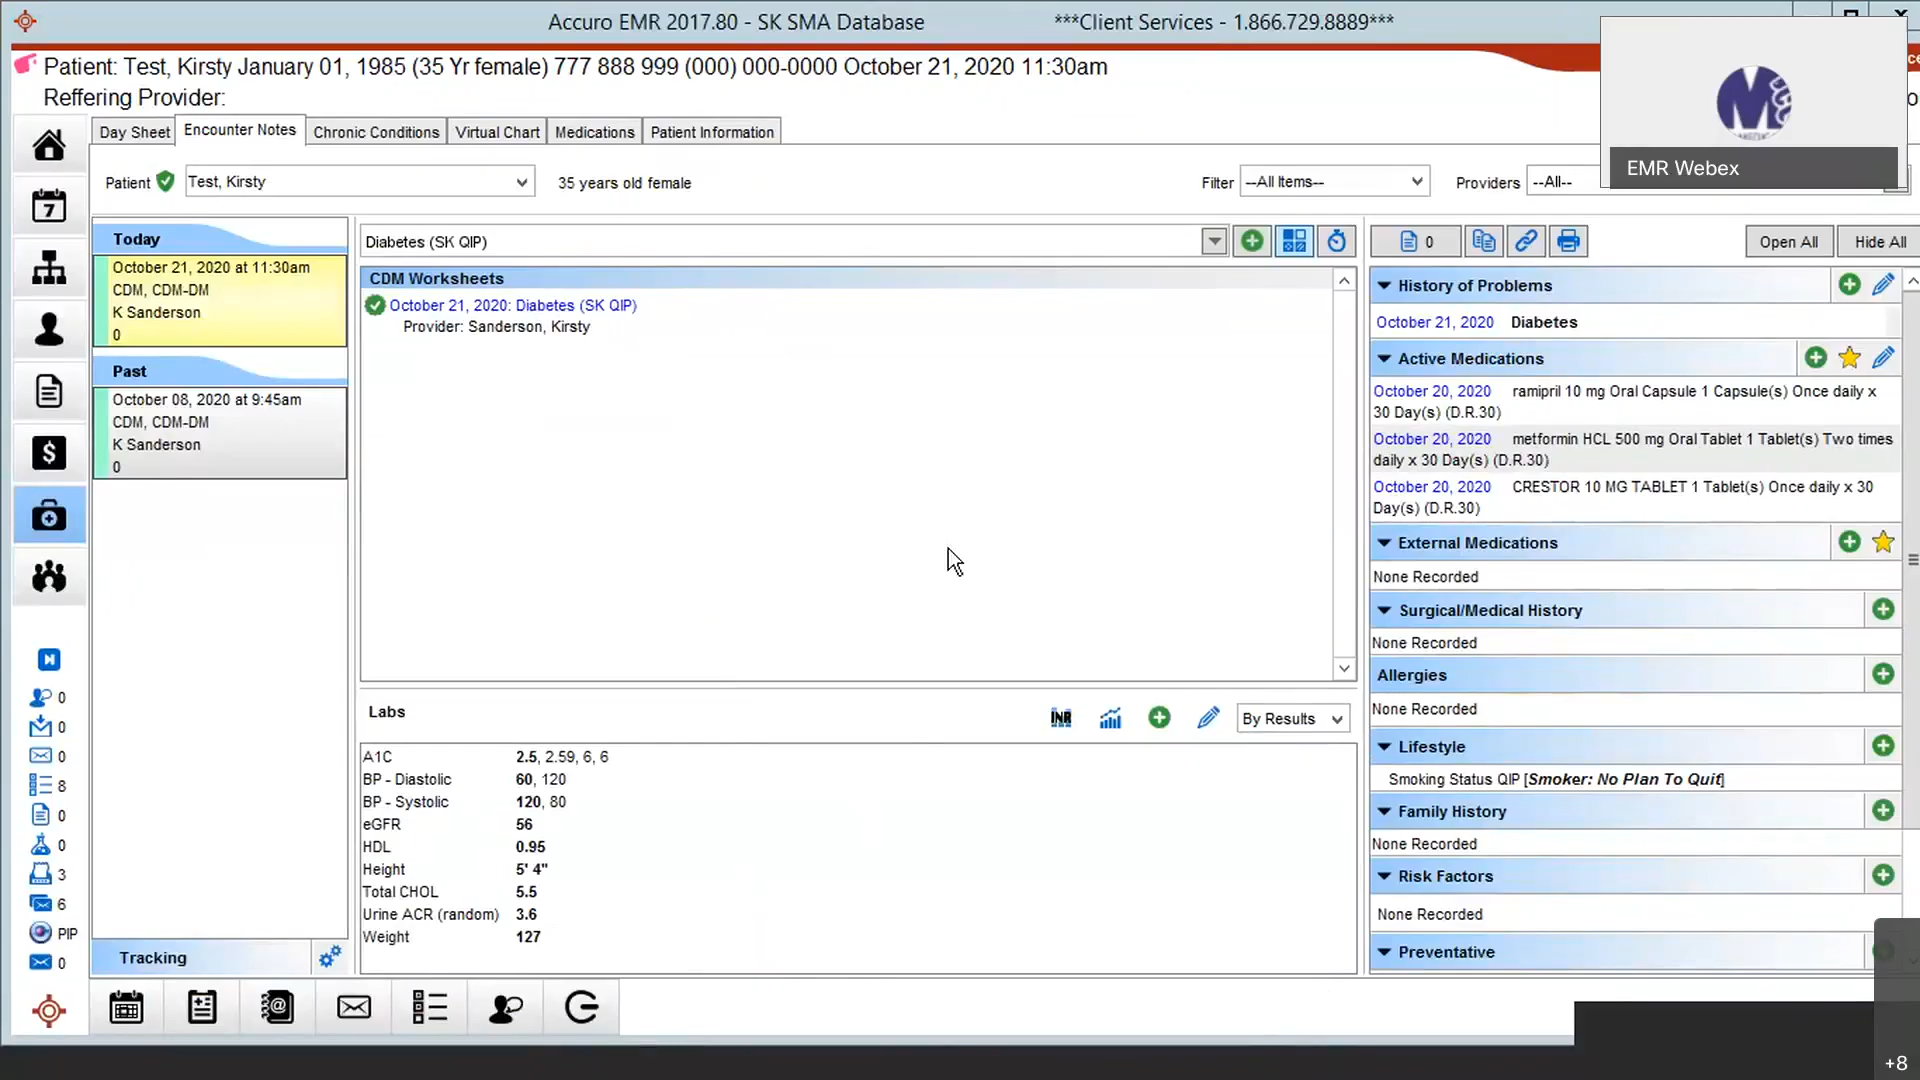 Accuro EMR 2017.80 - SK SMA Database ***Client Services - 1.866.729.8889***
Patient: Test, Kirsty January 01, 1985 (35 Yr female) 777 888 999 (000) 000-0000 October 21, 2020 11:30am
Reffering Provider:
EMR Webex
Day Sheet Encounter Notes Chronic Conditions Virtual Chart Medications Patient Information
Patient Test, Kirsty 35 years old female Filter --All Items-- Providers --All--
7
Today
October 21, 2020 at 11:30am
CDM, CDM-DM
K Sanderson
0
Past
October 08, 2020 at 9:45am
CDM, CDM-DM
K Sanderson
0
Tracking
Diabetes (SK QIP)
CDM Worksheets
October 21, 2020: Diabetes (SK QIP)
Provider: Sanderson, Kirsty
Labs INR By Results
A1C 2.5, 2.59, 6, 6
BP - Diastolic 60, 120
BP - Systolic 120, 80
eGFR 56
HDL 0.95
Height 5' 4"
Total CHOL 5.5
Urine ACR (random) 3.6
Weight 127
0 Open All Hide All
History of Problems
October 21, 2020 Diabetes
Active Medications
October 20, 2020 ramipril 10 mg Oral Capsule 1 Capsule(s) Once daily x
30 Day(s) (D.R.30)
October 20, 2020 metformin HCL 500 mg Oral Tablet 1 Tablet(s) Two times
daily x 30 Day(s) (D.R.30)
October 20, 2020 CRESTOR 10 MG TABLET 1 Tablet(s) Once daily x 30
Day(s) (D.R.30)
External Medications
None Recorded
Surgical/Medical History
None Recorded
Allergies
None Recorded
Lifestyle
Smoking Status QIP [Smoker: No Plan To Quit]
Family History
None Recorded
Risk Factors
None Recorded
Preventative
0
0
0
8
0
0
3
6
PIP
0
+8